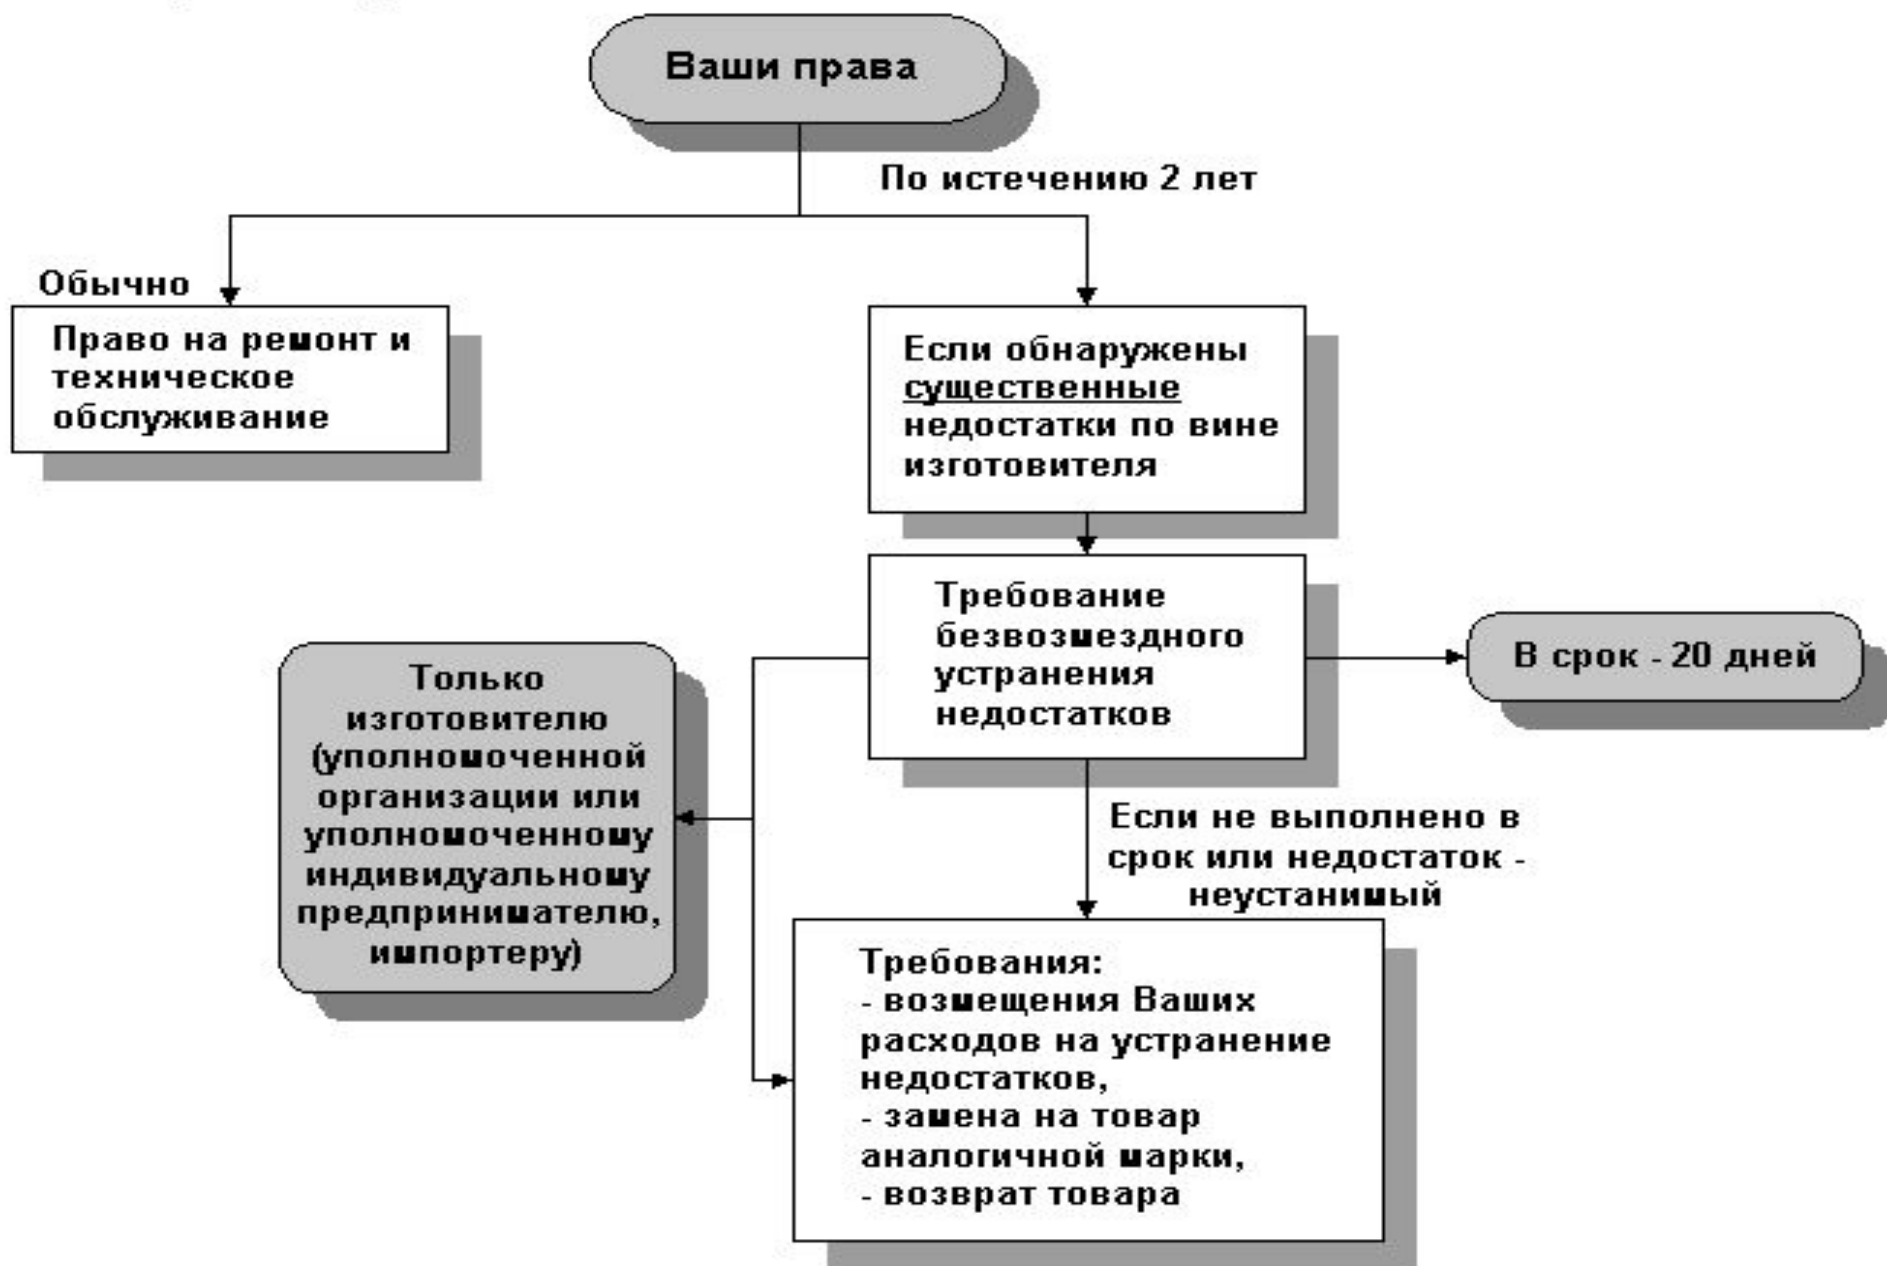 Ваши права
По истечению 2 лет
Обычно
Право на ремонт и
техническое
обслуживание
Если обнаружены
существенные
недостатки по вине
изготовителя
Требование
безвозмездного
устранения
недостатков
В срок - 20 дней
Только
изготовителю
(уполномоченной
организации или
уполномоченному
индивидуальному
предпринимателю,
импортеру)
Если не выполнено в
срок или недостаток -
неустанимый
Требования:
- возмещения Ваших
расходов на устранение
недостатков,
- замена на товар
аналогичной марки,
- возврат товара